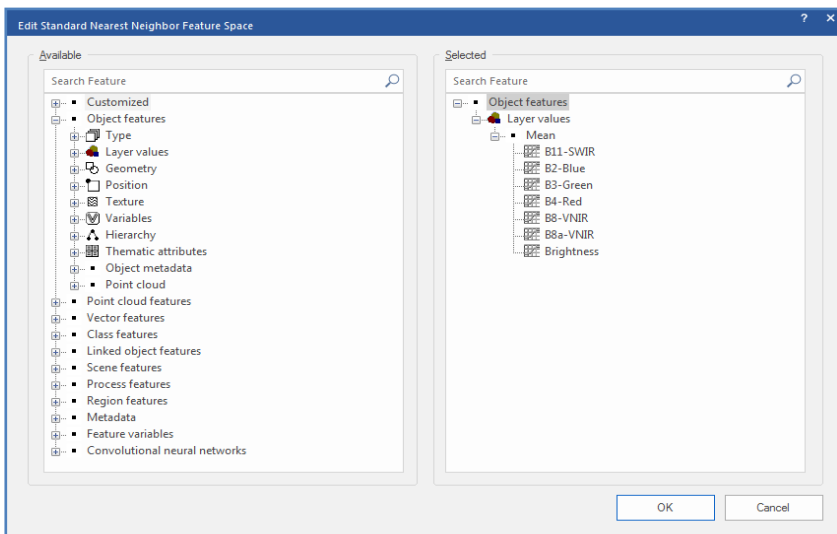 Edit Standard Nearest Neighbor Feature Space
? ×
Available
Search Feature
Customized
Object features
Type
Layer values
Geometry
Position
Texture
Variables
Hierarchy
Thematic attributes
Object metadata
Point cloud
Point cloud features
Vector features
Class features
Linked object features
Scene features
Process features
Region features
Metadata
Feature variables
Convolutional neural networks
Selected
Search Feature
Object features
Layer values
Mean
B11-SWIR
B2-Blue
B3-Green
B4-Red
B8-VNIR
B8a-VNIR
Brightness
OK
Cancel